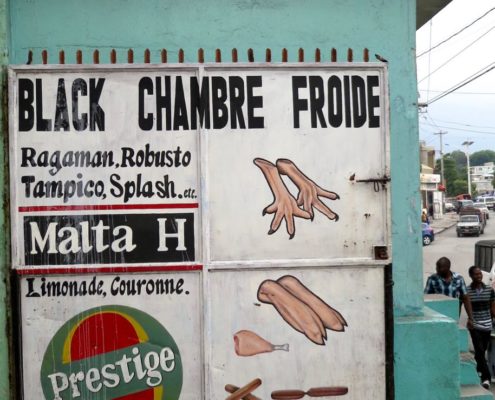 BLACK CHAMBRE FROIDE
Ragaman, Robusto
Tampico, Splash.etc.
Malta H
Limonade, Couronne.
Prestige